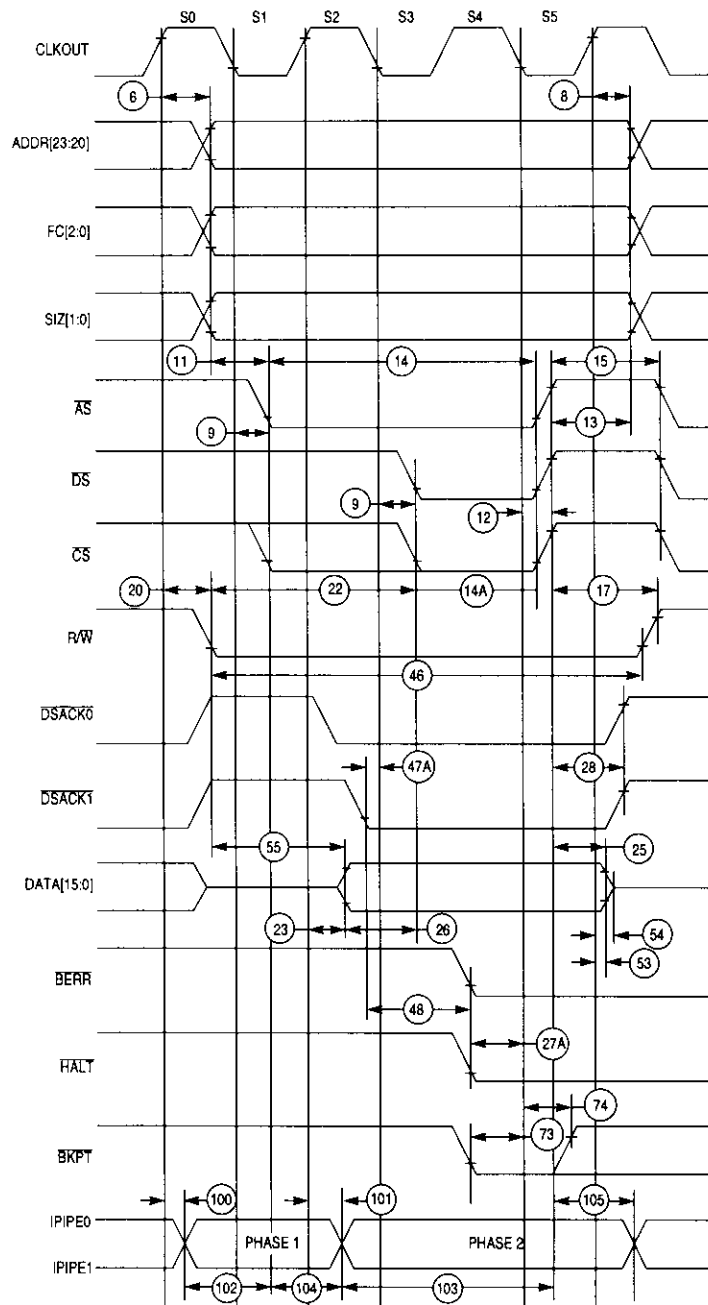 S0 S1 S2 S3 S4 S5
CLKOUT
6 8
ADDR[23:20]
FC[2:0]
SIZ[1:0]
11 14 15
AS
9 13
DS
9 12
CS
20 22 14A 17
R/W
46
DSACK0
47A 28
DSACK1
55 25
DATA[15:0]
23 26 54
53
BERR
48
27A
HALT
74
73
BKPT
100 101 105
IPIPE0
PHASE 1 PHASE 2
IPIPE1
102 104 103